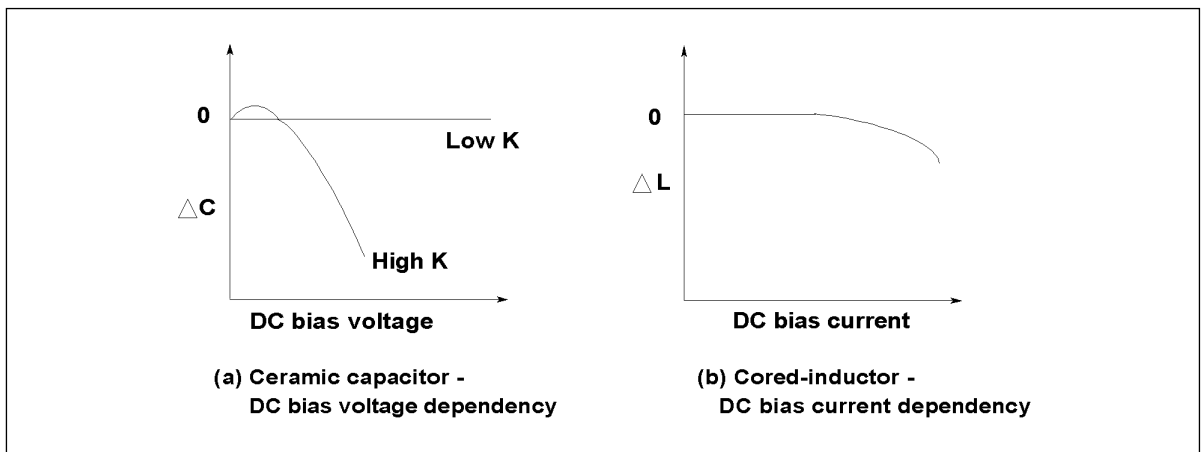 0
Low K
△C
High K
DC bias voltage
(a) Ceramic capacitor -
DC bias voltage dependency
0
△L
DC bias current
(b) Cored-inductor -
DC bias current dependency